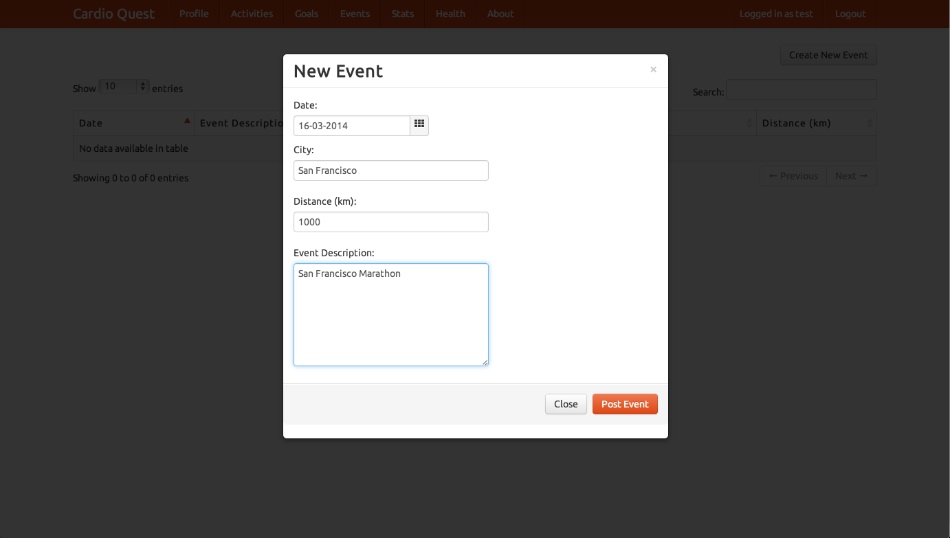 Cardio Quest Profile Activities Goals Events Stats Health About Logged in as test Logout
Create New Event
Show 10 entries
Search:
Date Event Descriptio Distance (km)
No data available in table
Showing 0 to 0 of 0 entries
← Previous Next →
New Event ×
Date:
16-03-2014
City:
San Francisco
Distance (km):
1000
Event Description:
San Francisco Marathon
Close Post Event